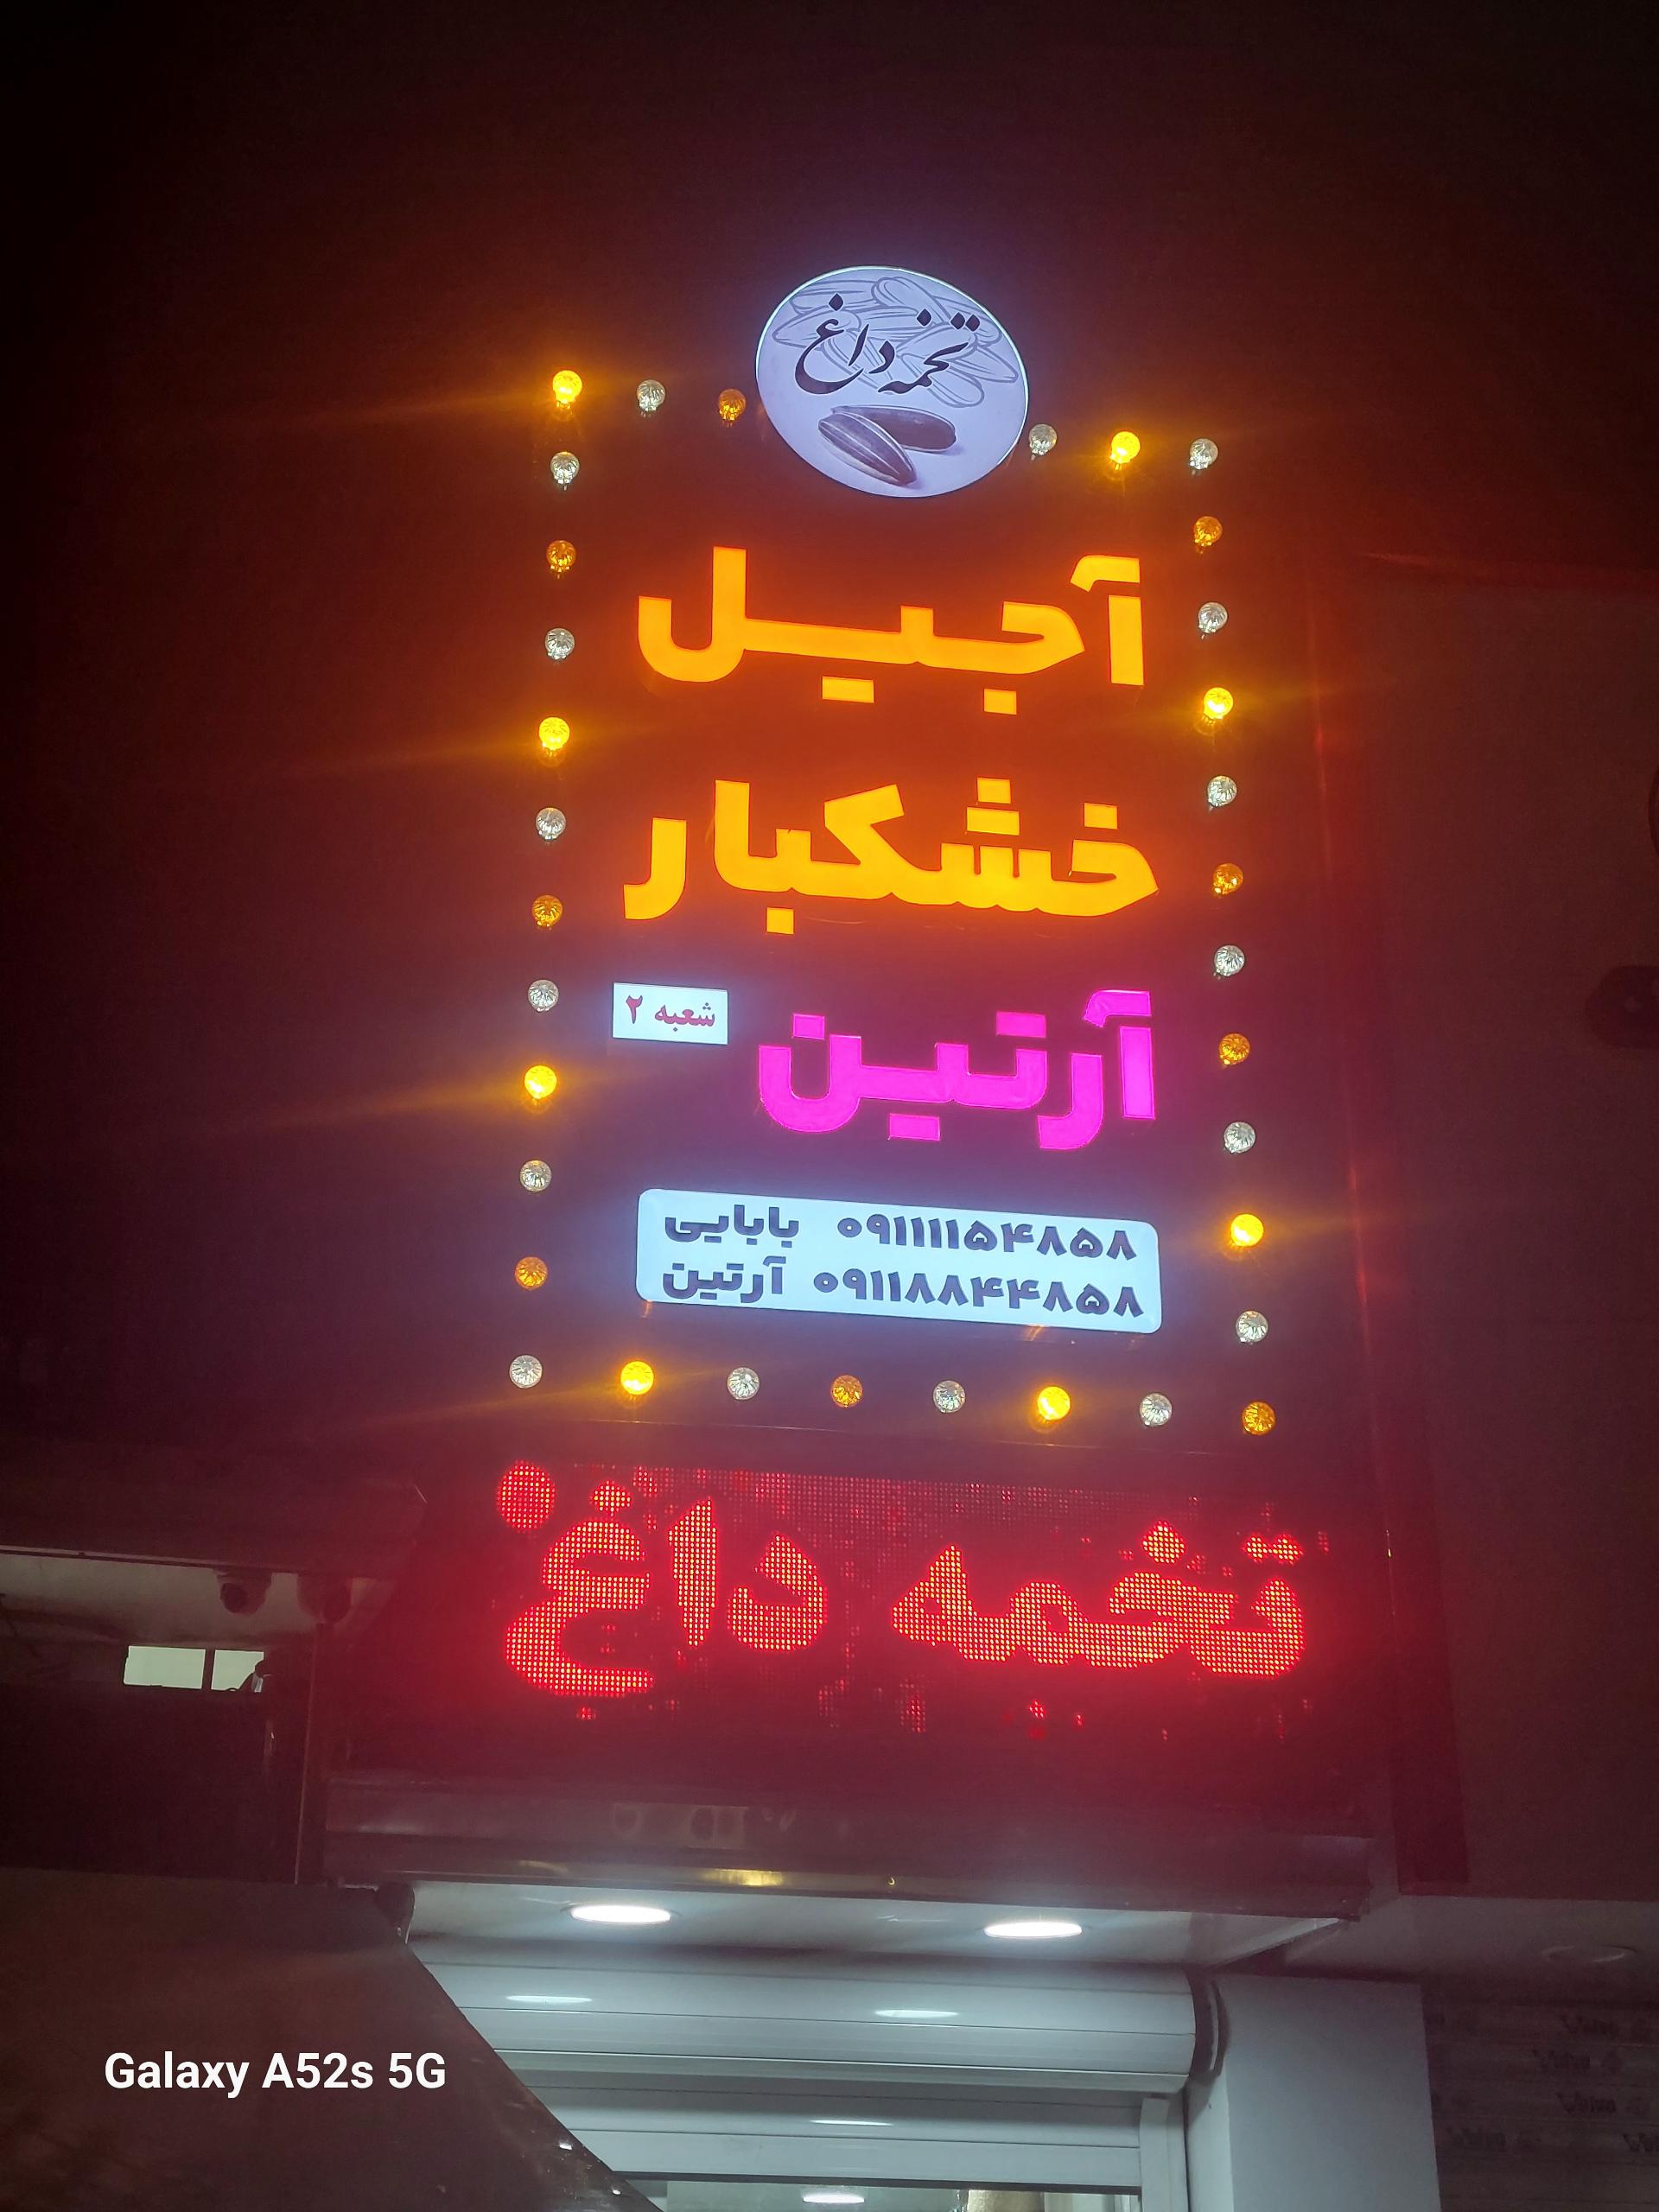 تخمه داغ
آجیل
خشکبار
آرتین شعبه ۲
۰۹۱۱۱۱۵۴۸۵۸ بابایی
۰۹۱۱۸۸۴۴۸۵۸ آرتین
تخمه داغ
Galaxy A52s 5G